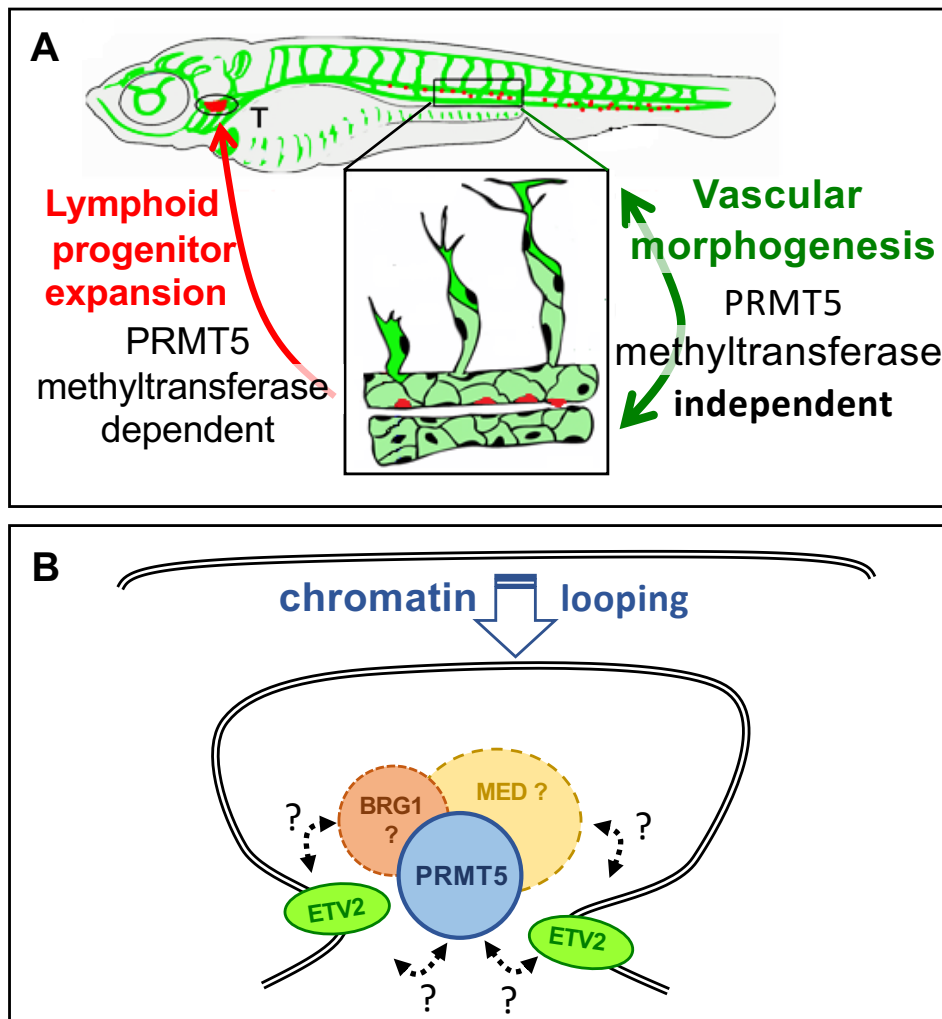 A
T
Lymphoid
progenitor
expansion
PRMT5
methyltransferase
dependent
Vascular
morphogenesis
PRMT5
methyltransferase
independent
B
chromatin looping
BRG1
?
MED ?
PRMT5
?
?
ETV2
ETV2
?
?